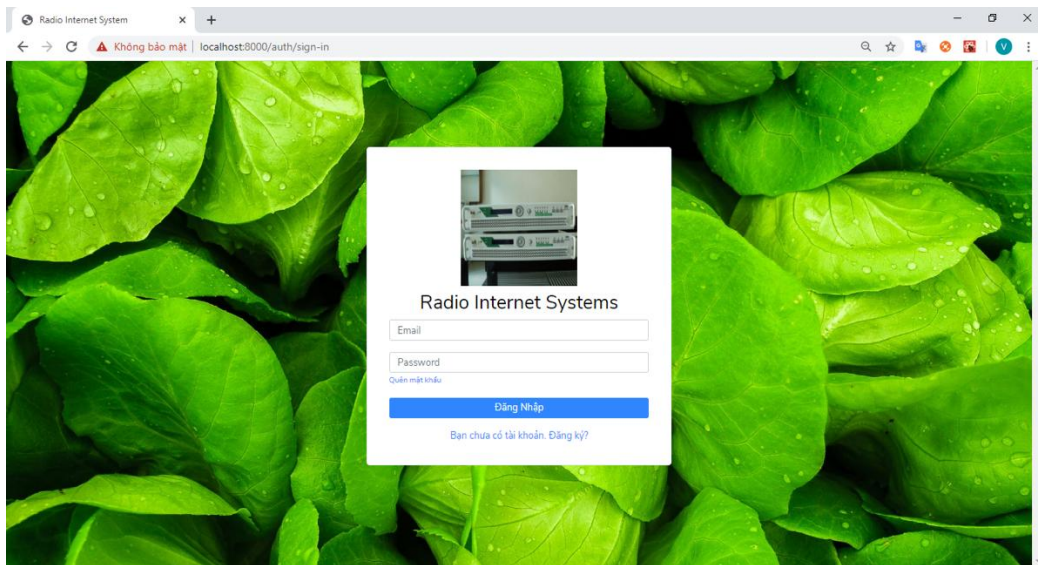 Radio Internet System
Không bảo mật
localhost:8000/auth/sign-in
V
Radio Internet Systems
Email
Password
Quên mật khẩu
Đăng Nhập
Bạn chưa có tài khoản. Đăng ký?